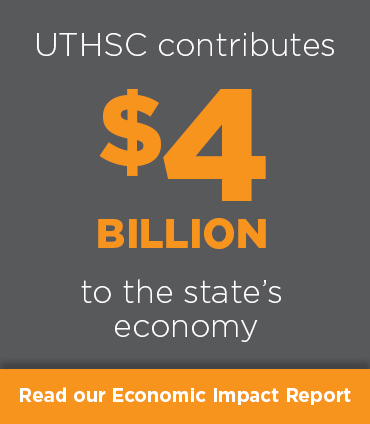 UTHSC contributes
$4
BILLION
to the state's
economy
Read our Economic Impact Report